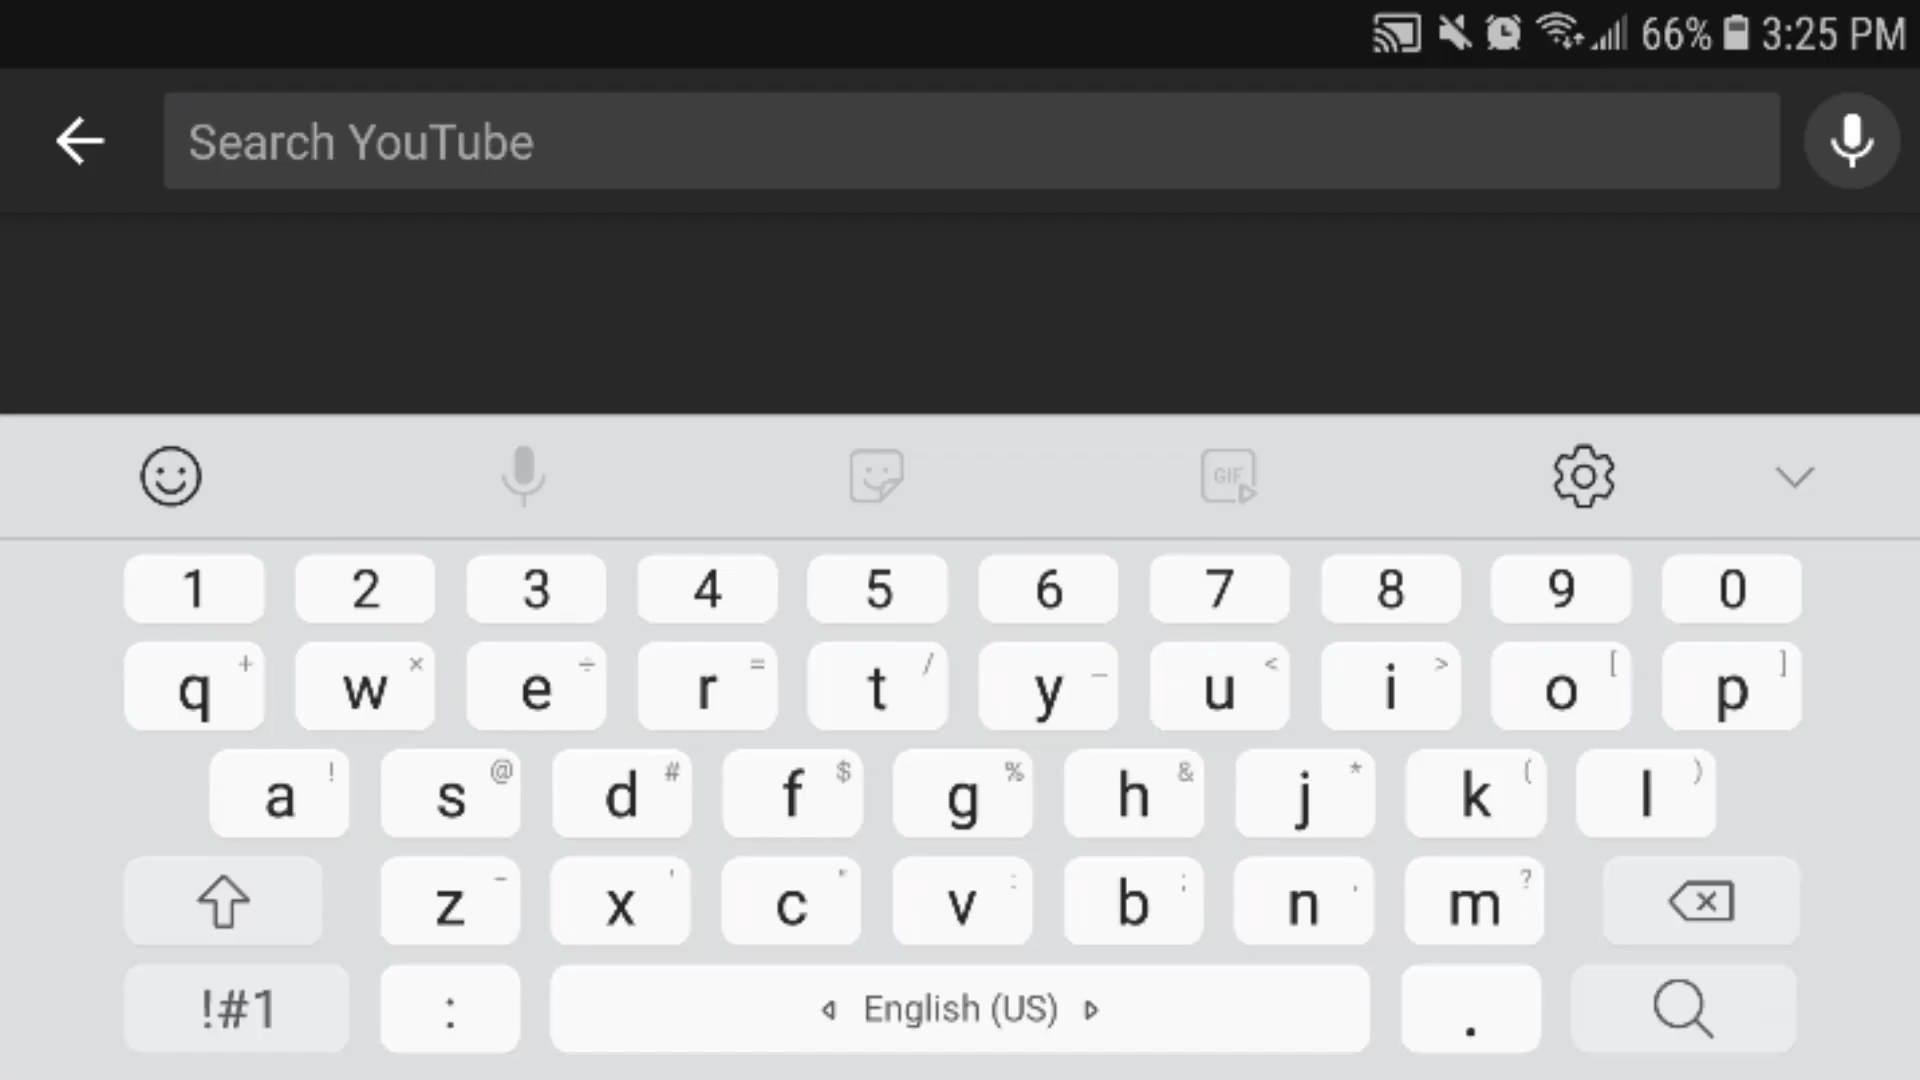 66% 3:25 PM
Search YouTube
GIF
1 2 3 4 5 6 7 8 9 0
q + w × e ÷ r = t / y _ u < i > o [ p ]
a ! s @ d # f $ g % h & j * k ( l )
z - x ' c " v : b ; n , m ?
!#1 : English (US) .